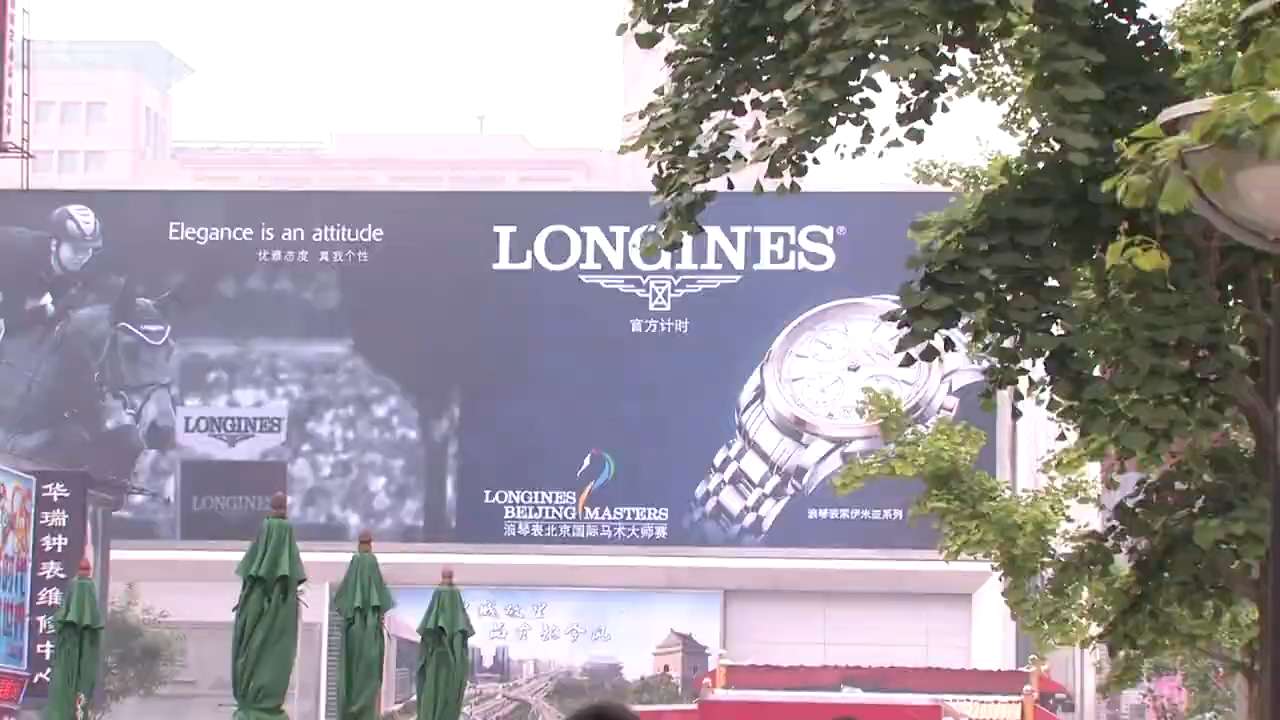 Elegance is an attitude
优雅态度 真我个性
LONGINES®
官方计时
LONGINES
LONGINES
LONGINES
BEIJING MASTERS
浪琴表北京国际马术大师赛
浪琴表索伊米亚系列
华瑞钟表维修中心